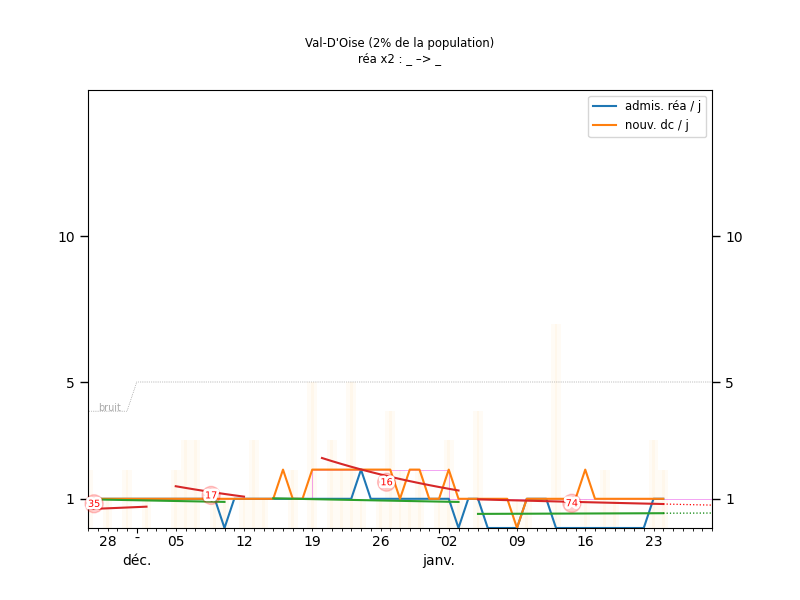 Val-D'Oise (2% de la population)
réa x2 : _ –> _
admis. réa / j
nouv. dc / j
10
10
5
5
bruit
1
1
35
17
16
74
28
05
12
19
26
02
09
16
23
déc.
janv.